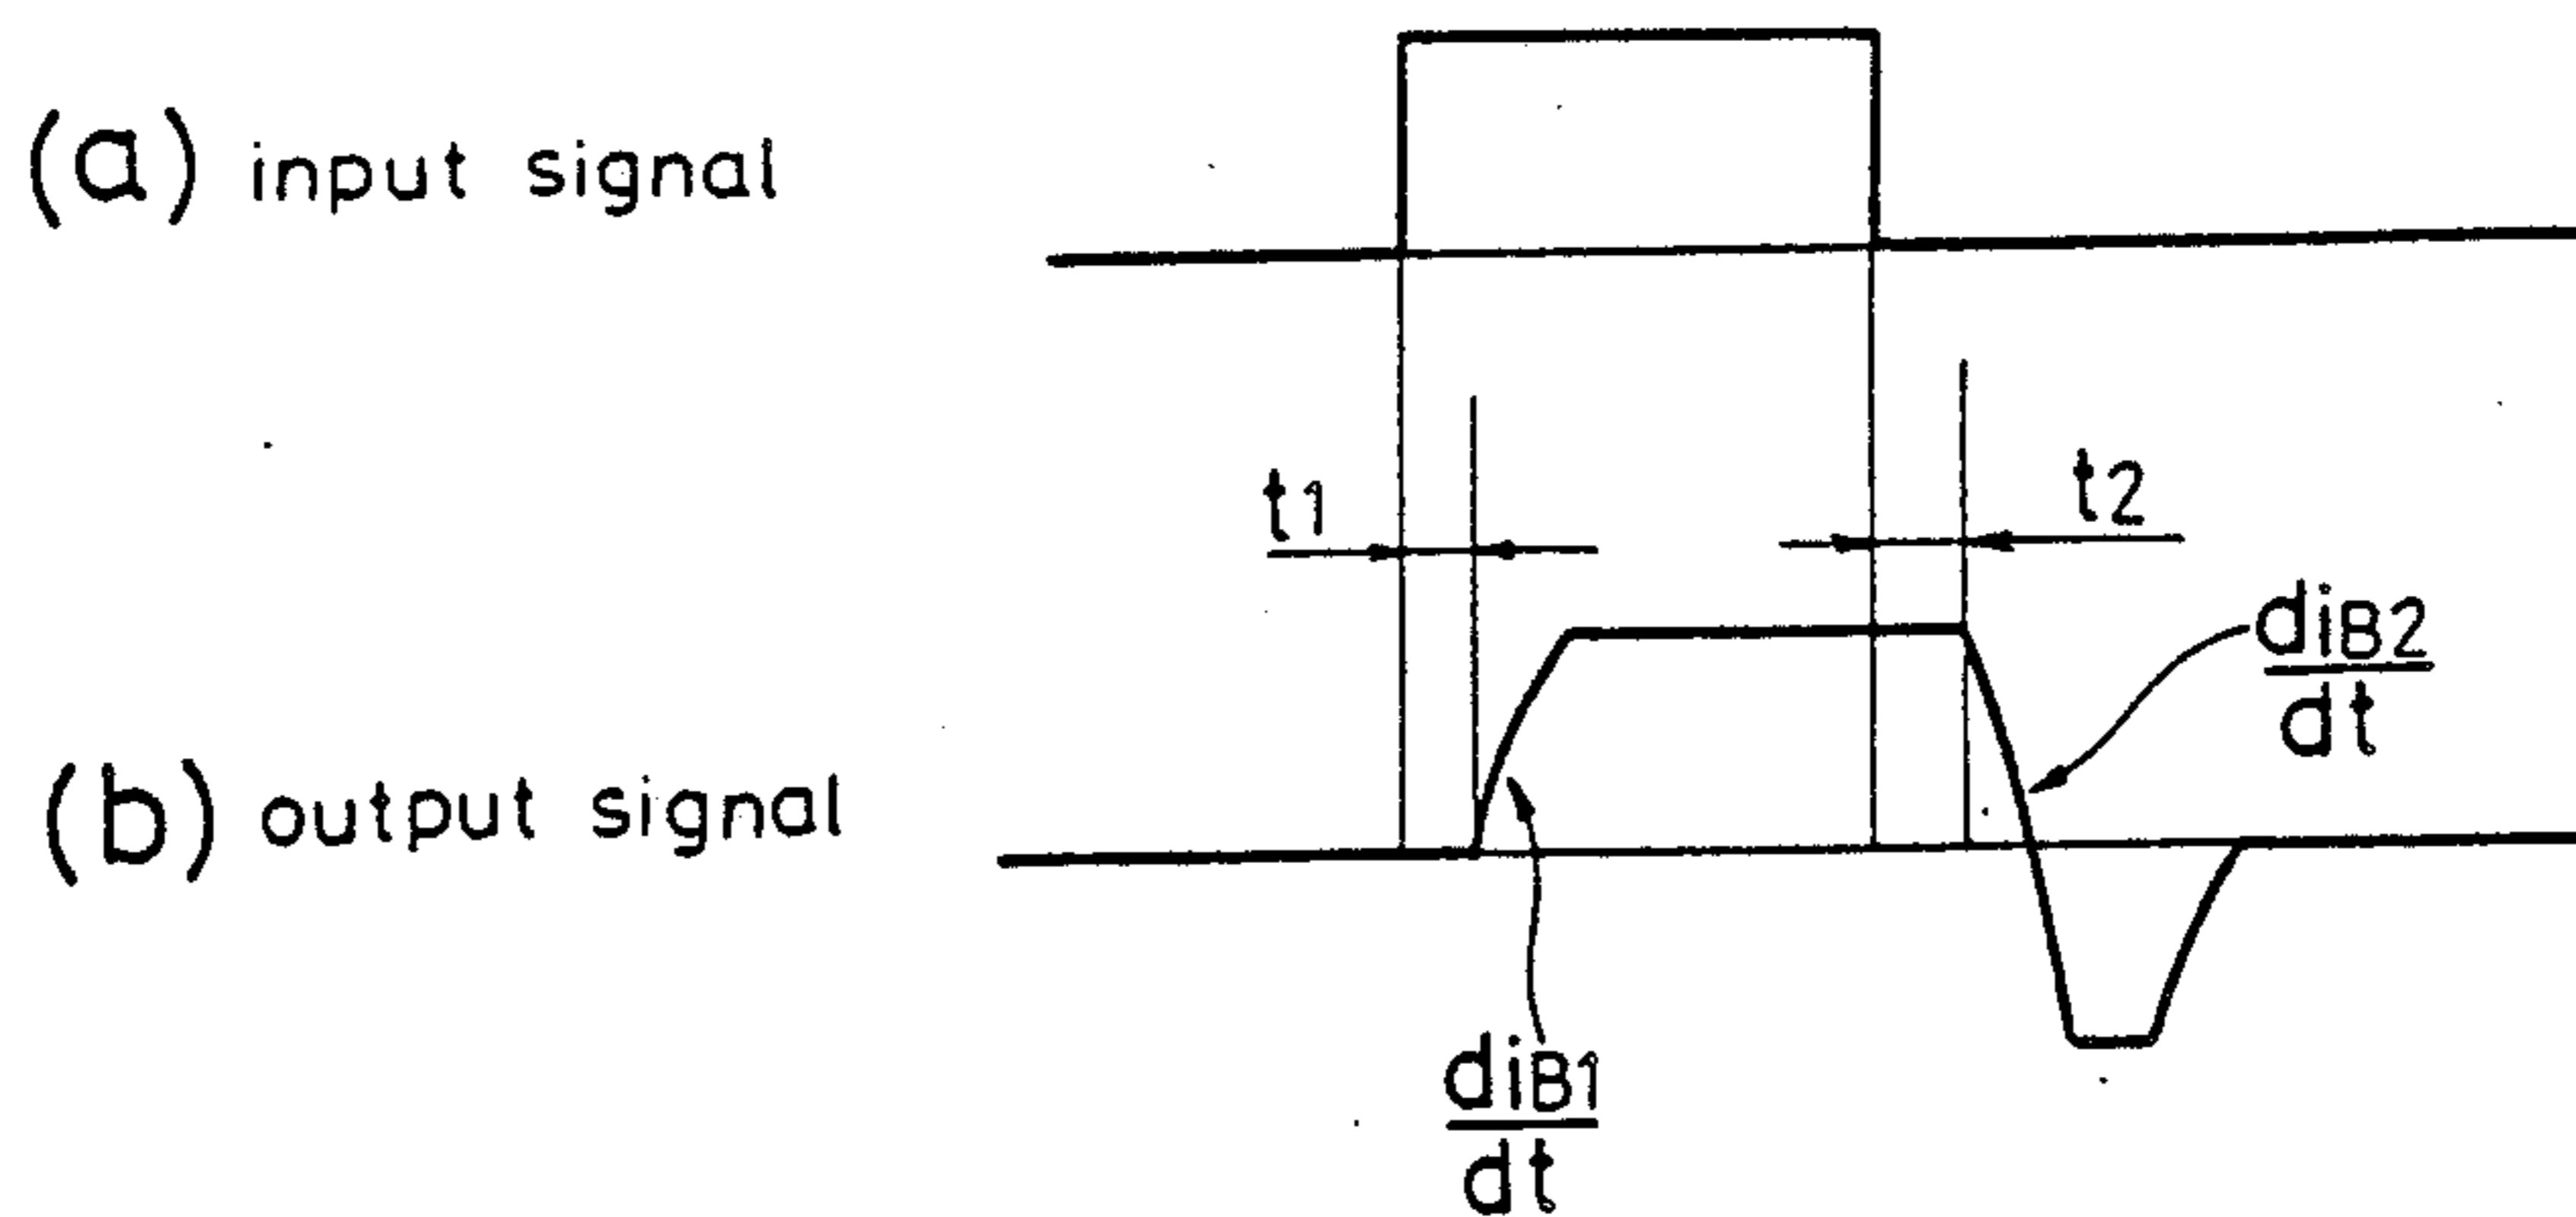 (a) input signal
t1
t2
diB2
dt
(b) output signal
diB1
dt